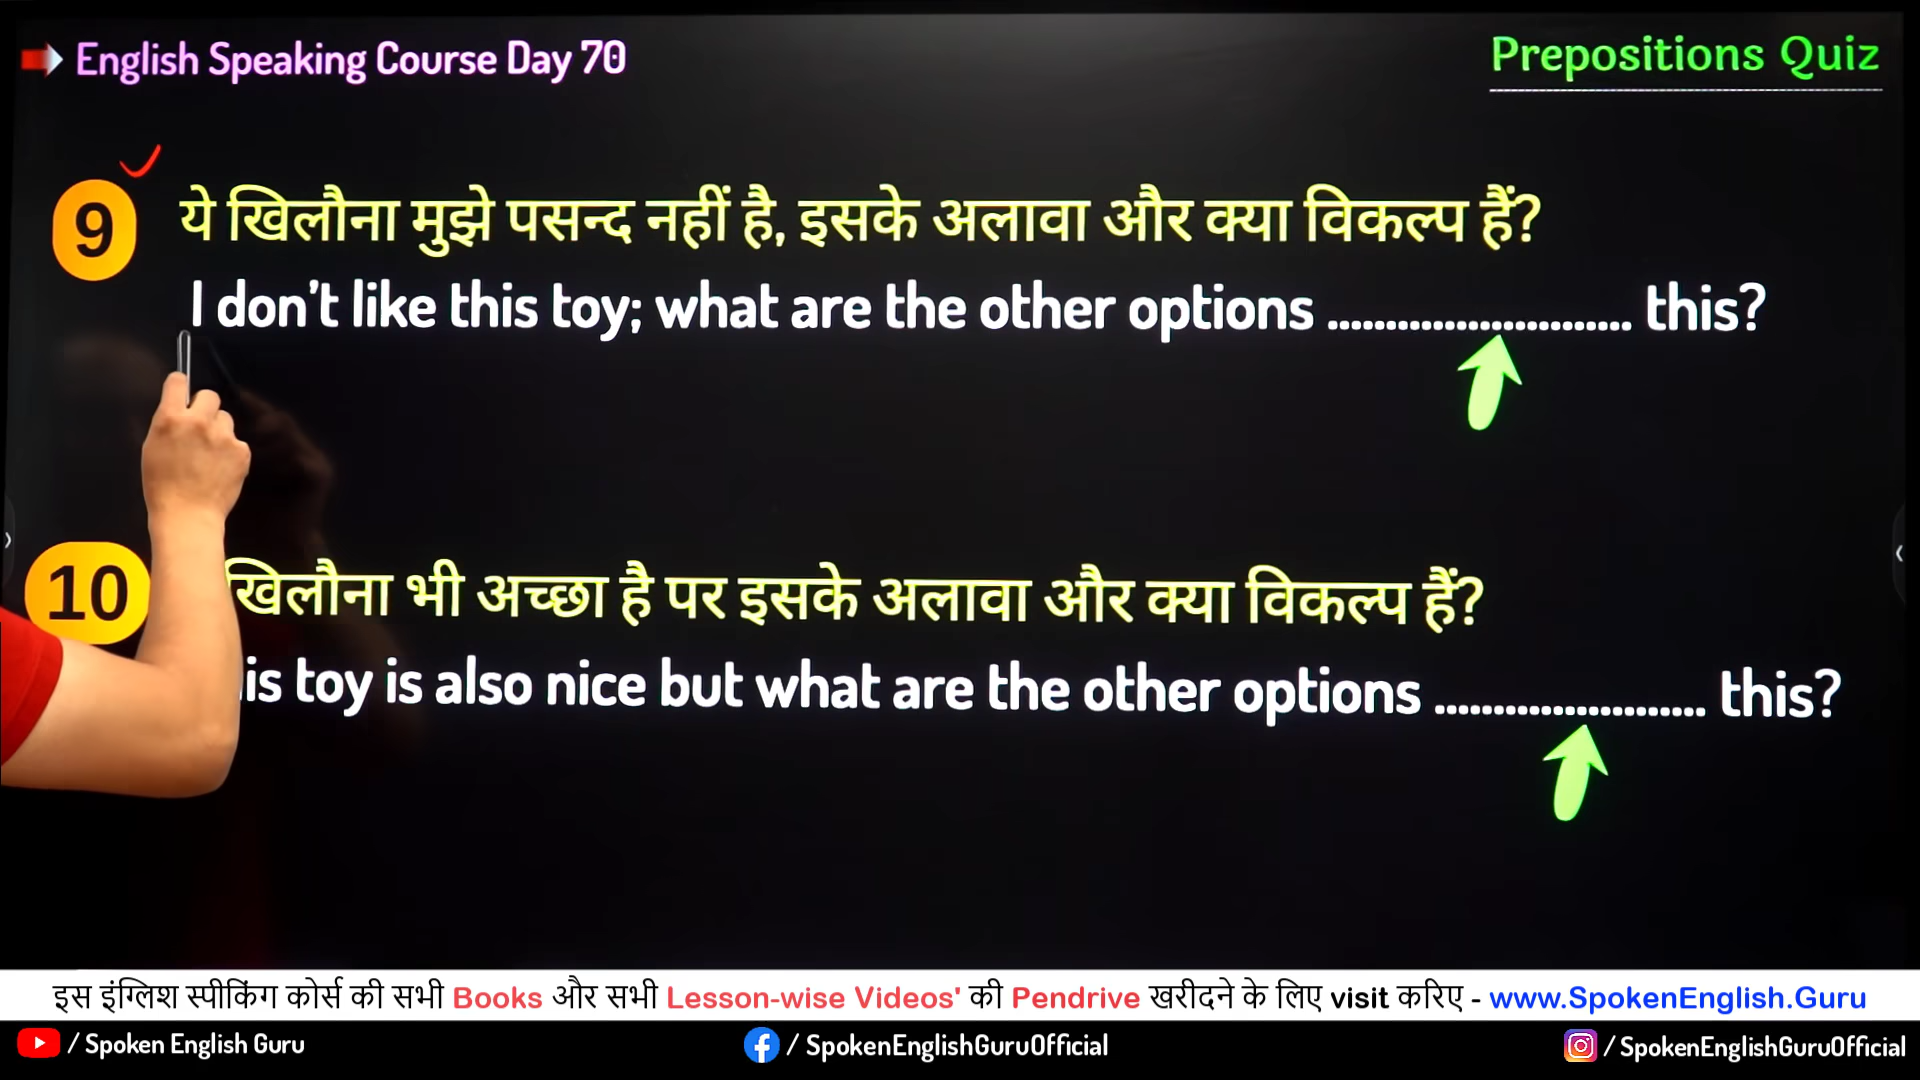 English Speaking Course Day 70
Prepositions Quiz
9
ये खिलौना मुझे पसन्द नहीं है, इसके अलावा और क्या विकल्प हैं?
I don't like this toy; what are the other options .......................... this?
10
खिलौना भी अच्छा है पर इसके अलावा और क्या विकल्प हैं?
is toy is also nice but what are the other options ....................... this?
इस इंग्लिश स्पीकिंग कोर्स की सभी Books और सभी Lesson-wise Videos' की Pendrive खरीदने के लिए visit करिए - www.SpokenEnglish.Guru
/ Spoken English Guru
/ SpokenEnglishGuruOfficial
/ SpokenEnglishGuruOfficial